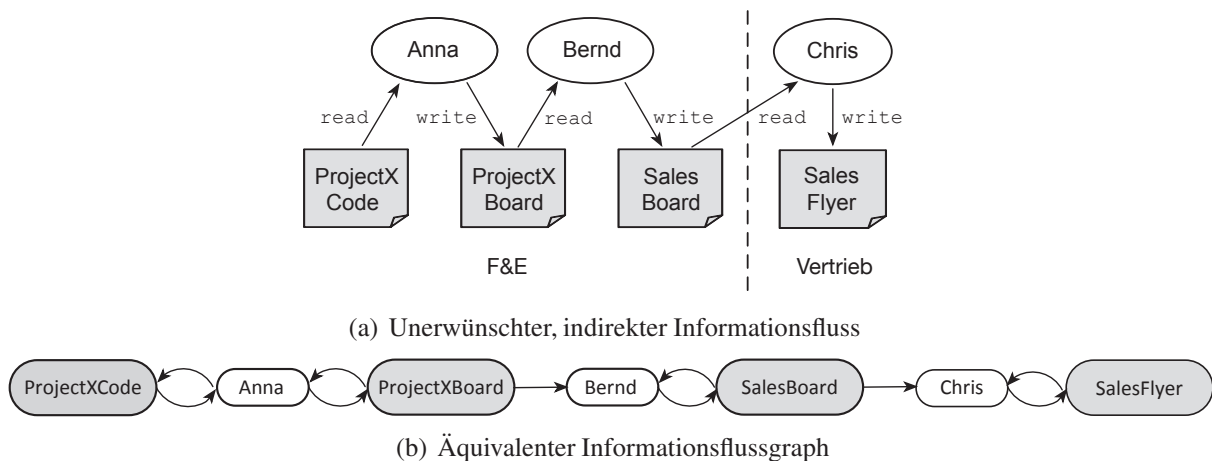 Anna
Bernd
Chris
read
write
read
write
read
write
ProjectX
Code
ProjectX
Board
Sales
Board
Sales
Flyer
F&E
Vertrieb
(a) Unerwünschter, indirekter Informationsfluss
ProjectXCode
Anna
ProjectXBoard
Bernd
SalesBoard
Chris
SalesFlyer
(b) Äquivalenter Informationsflussgraph